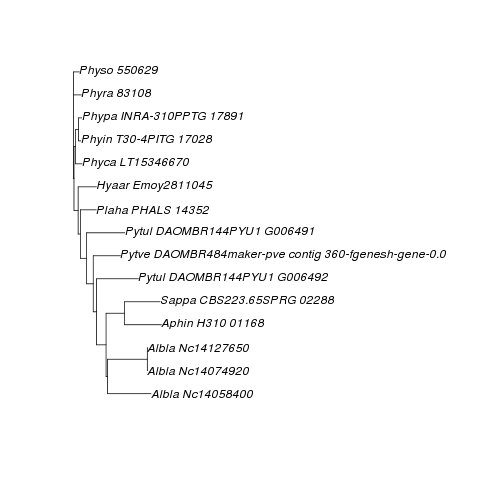 Physo 550629
Phyra 83108
Phypa INRA-310PPTG 17891
Phyin T30-4PITG 17028
Phyca LT15346670
Hyaar Emoy2811045
Plaha PHALS 14352
Pytul DAOMBR144PYU1 G006491
Pytve DAOMBR484maker-pve contig 360-fgenesh-gene-0.0
Pytul DAOMBR144PYU1 G006492
Sappa CBS223.65SPRG 02288
Aphin H310 01168
Albla Nc14127650
Albla Nc14074920
Albla Nc14058400